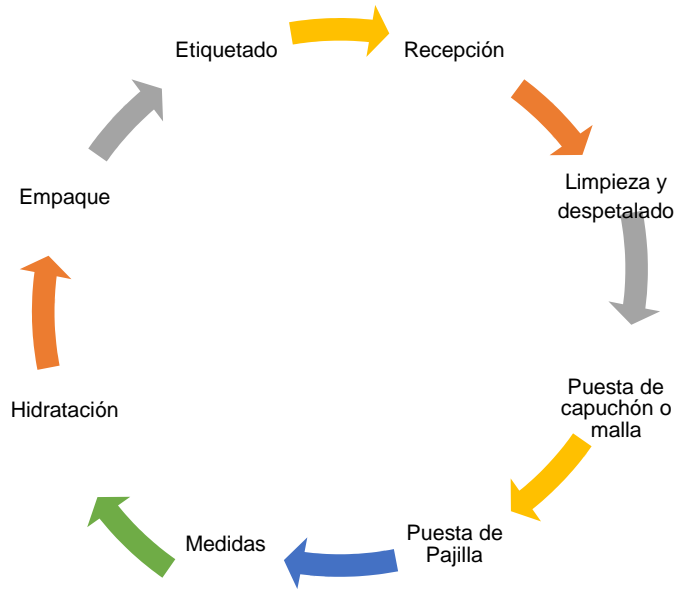 Etiquetado
Recepción
Limpieza y
despetalado
Puesta de
capuchón o
malla
Puesta de
Pajilla
Medidas
Hidratación
Empaque